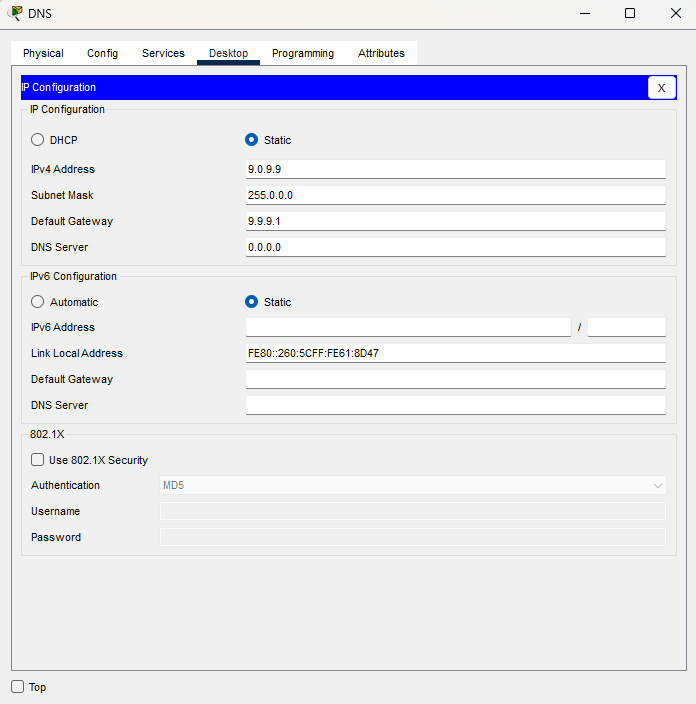 DNS
Physical Config Services Desktop Programming Attributes
IP Configuration X
IP Configuration
DHCP Static
IPv4 Address 9.0.9.9
Subnet Mask 255.0.0.0
Default Gateway 9.9.9.1
DNS Server 0.0.0.0
IPv6 Configuration
Automatic Static
IPv6 Address /
Link Local Address FE80::260:5CFF:FE61:8D47
Default Gateway
DNS Server
802.1X
Use 802.1X Security
Authentication MD5
Username
Password
Top